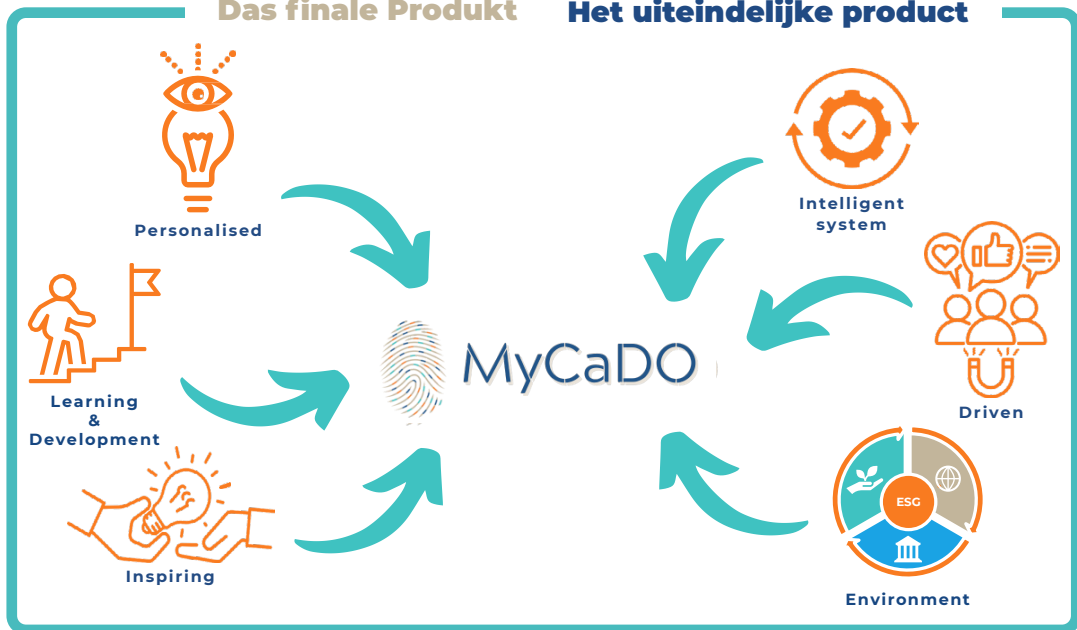 Das finale Produkt
Het uiteindelijke product
Personalised
Intelligent
system
Learning
&
Development
MyCaDO
Driven
Inspiring
ESG
Environment